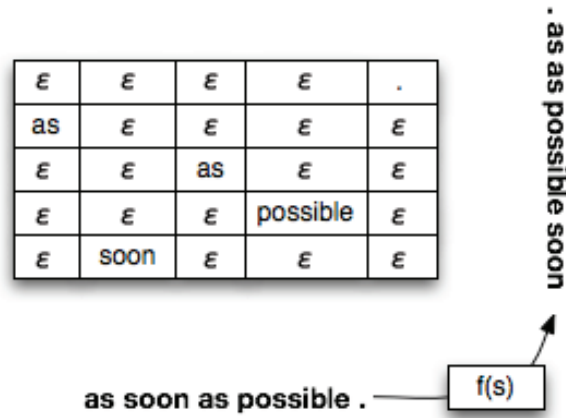 ε ε ε ε .
as ε ε ε ε
ε ε as ε ε
ε ε ε possible ε
ε soon ε ε ε
. as as possible soon
as soon as possible .
f(s)